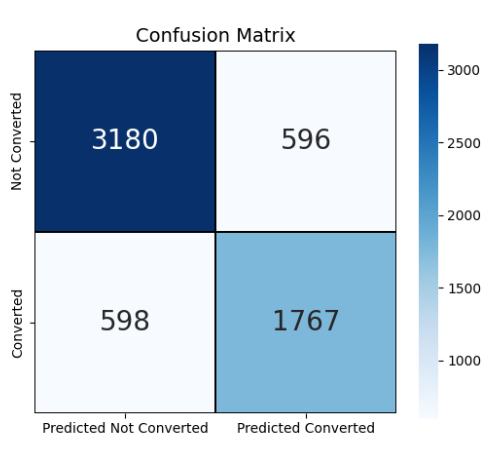 Confusion Matrix
Not Converted
3180 596
Converted
598 1767
Predicted Not Converted Predicted Converted
3000
2500
2000
1500
1000